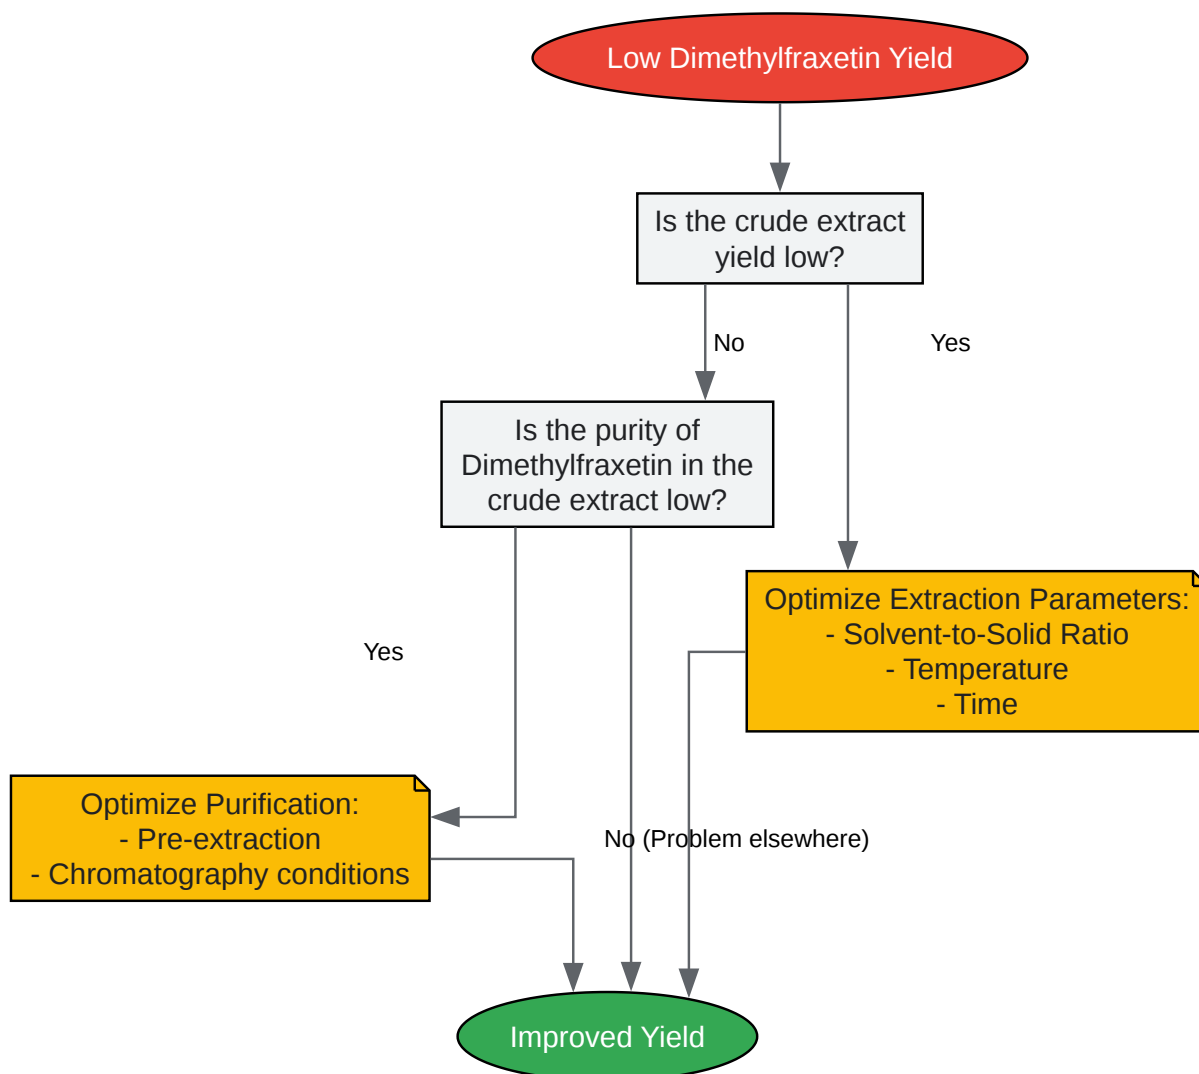 Low Dimethylfraxetin Yield
Is the crude extract
yield low?
No
Yes
Is the purity of
Dimethylfraxetin in the
crude extract low?
Optimize Extraction Parameters:
- Solvent-to-Solid Ratio
- Temperature
- Time
Yes
Optimize Purification:
- Pre-extraction
- Chromatography conditions
No (Problem elsewhere)
Improved Yield